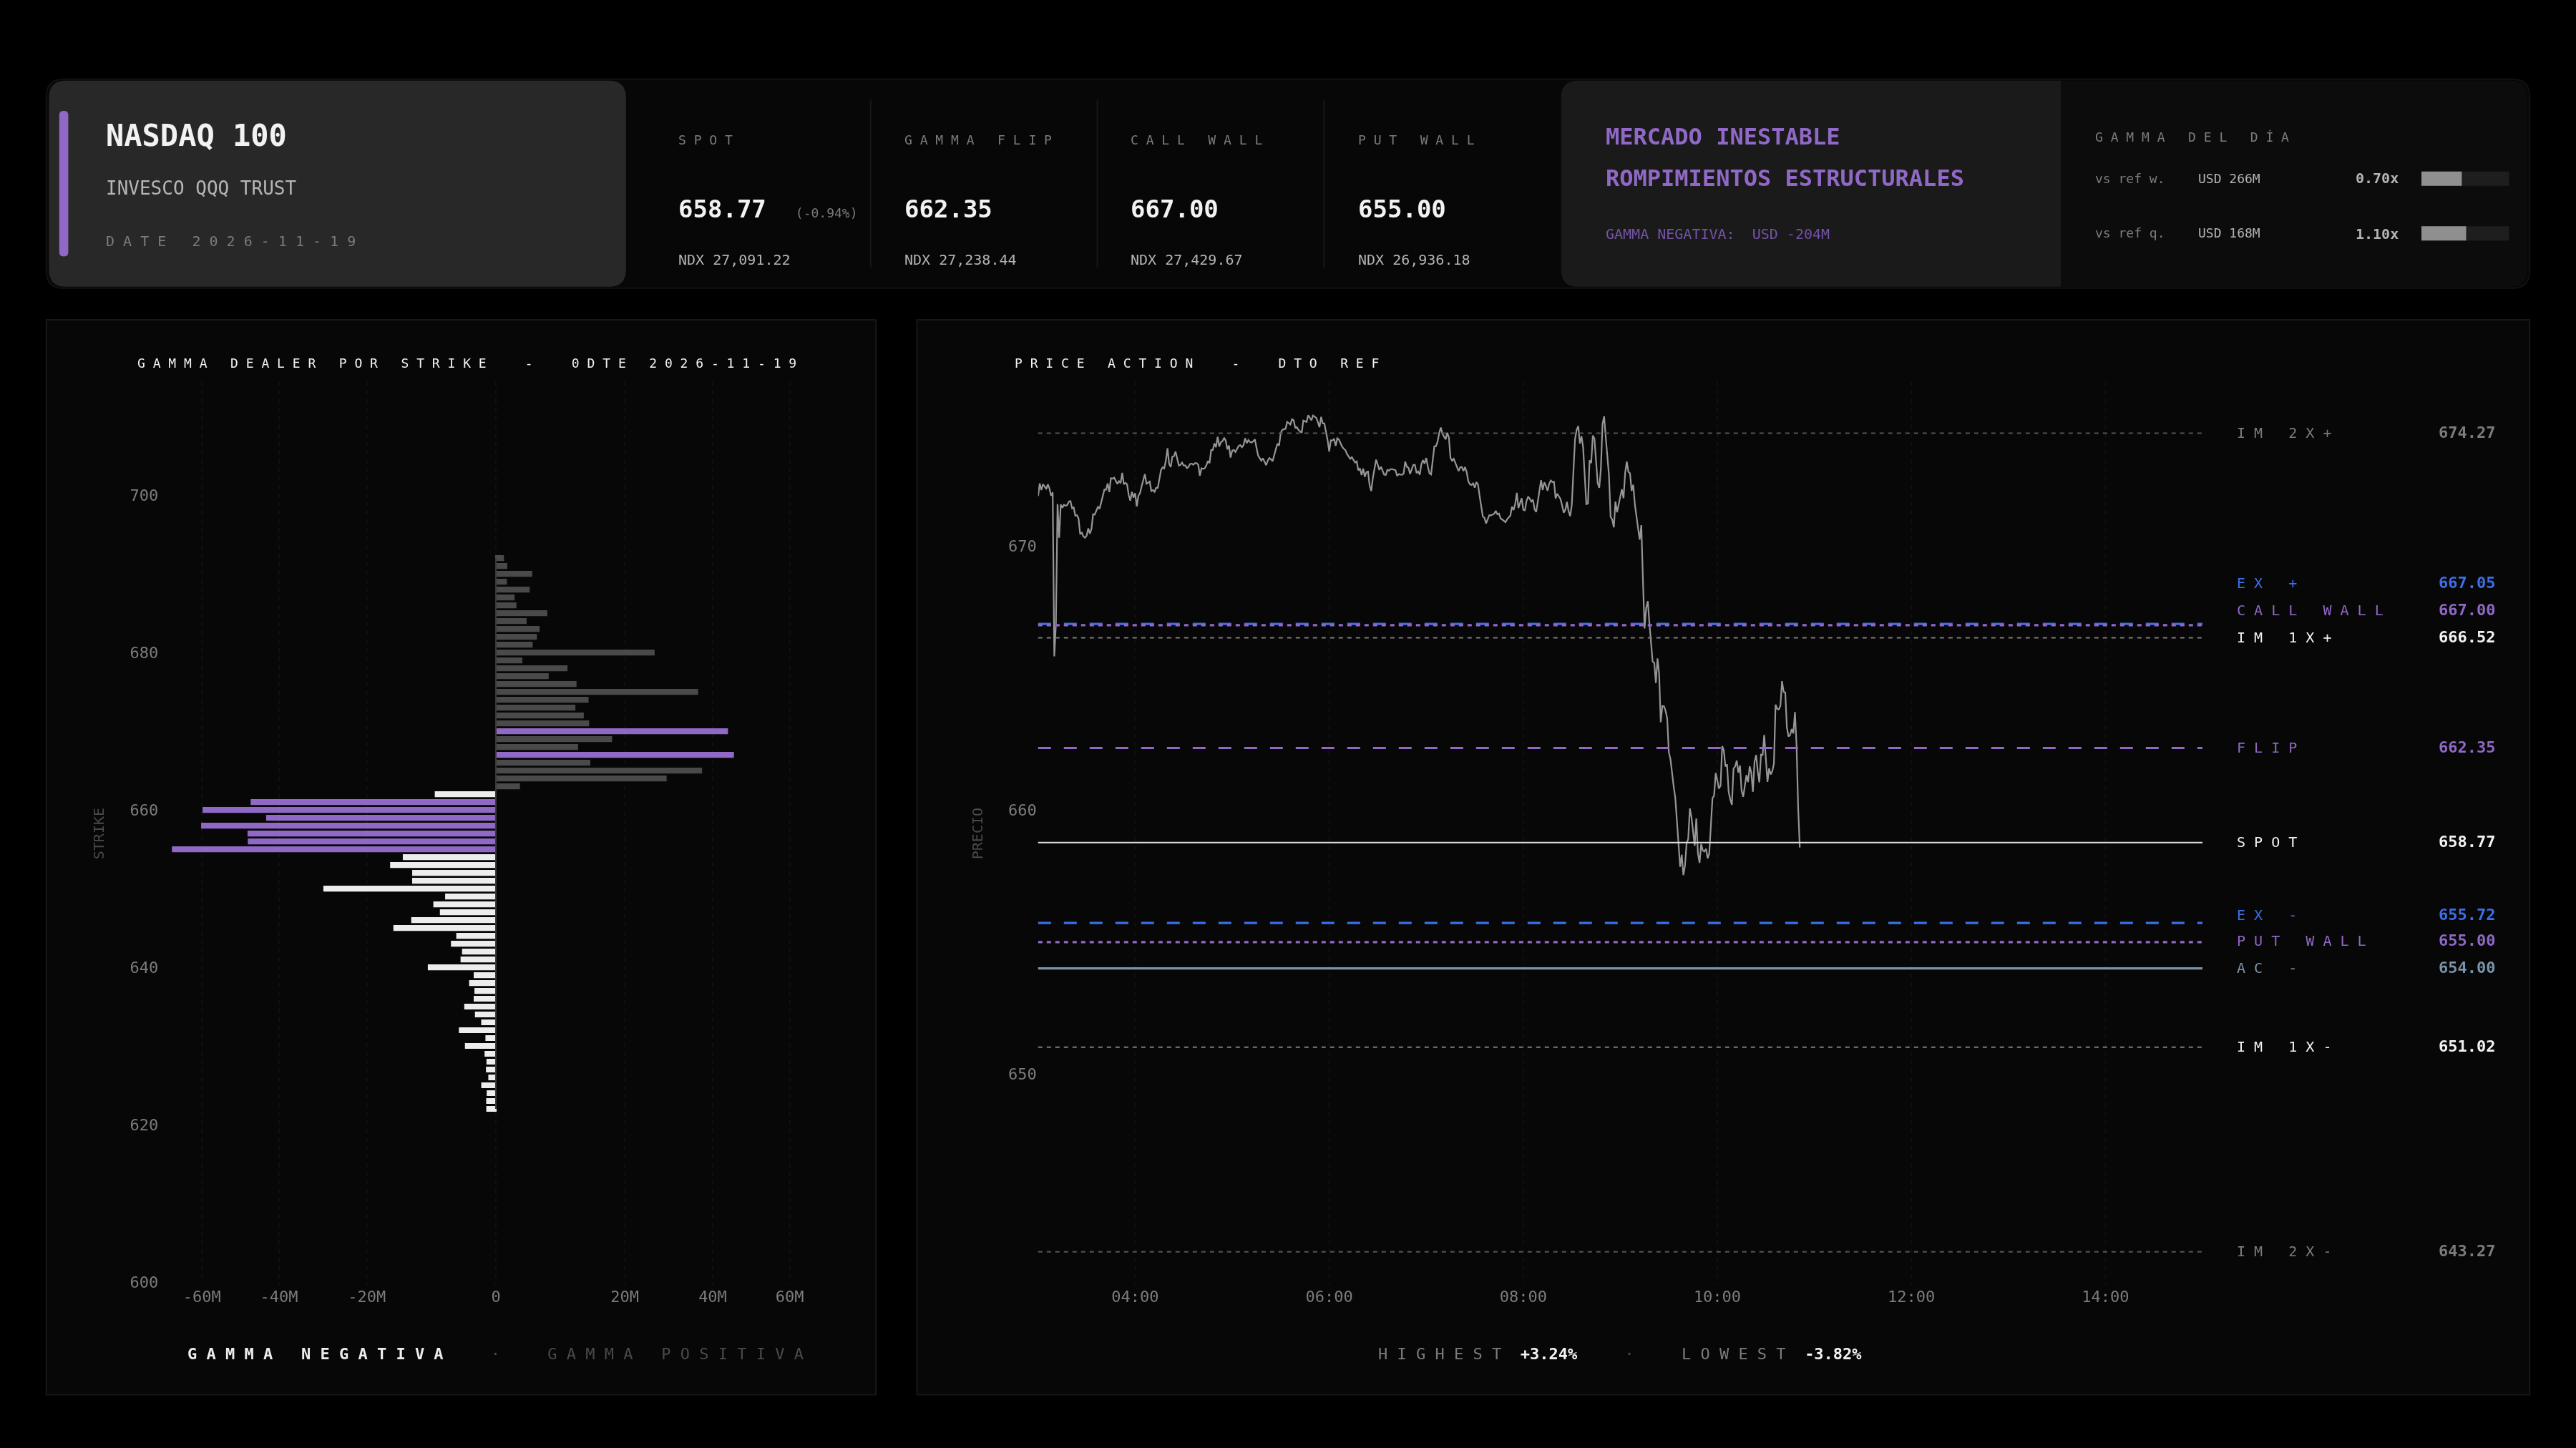 NASDAQ 100
INVESCO QQQ TRUST
DATE 2026-11-19
SPOT
658.77 (-0.94%)
NDX 27,091.22
GAMMA FLIP
662.35
NDX 27,238.44
CALL WALL
667.00
NDX 27,429.67
PUT WALL
655.00
NDX 26,936.18
MERCADO INESTABLE
ROMPIMIENTOS ESTRUCTURALES
GAMMA NEGATIVA: USD -204M
GAMMA DEL DÍA
vs ref w. USD 266M 0.70x
vs ref q. USD 168M 1.10x
GAMMA DEALER POR STRIKE - 0DTE 2026-11-19
STRIKE
700
680
660
640
620
600
-60M -40M -20M 0 20M 40M 60M
GAMMA NEGATIVA · GAMMA POSITIVA
PRICE ACTION - DTO REF
PRECIO
670
660
650
04:00 06:00 08:00 10:00 12:00 14:00
IM 2X+ 674.27
EX + 667.05
CALL WALL 667.00
IM 1X+ 666.52
FLIP 662.35
SPOT 658.77
EX - 655.72
PUT WALL 655.00
AC - 654.00
IM 1X- 651.02
IM 2X- 643.27
HIGHEST +3.24% · LOWEST -3.82%